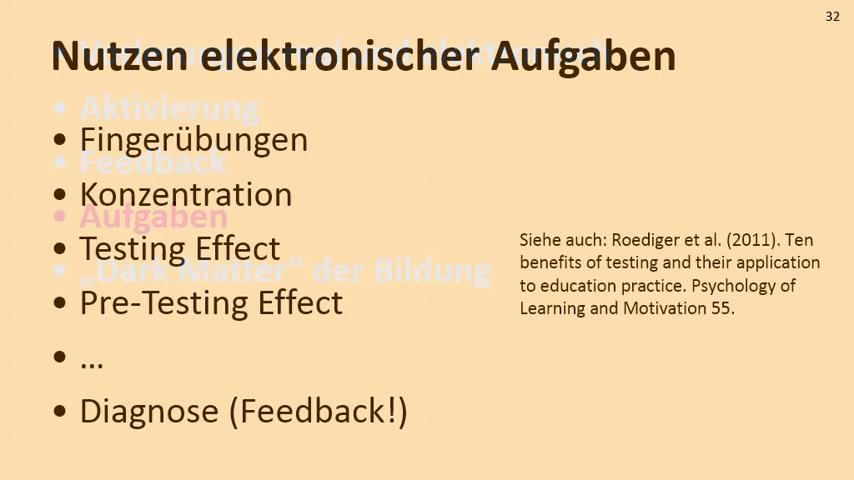 32
Nutzen elektronischer Aufgaben
• Aktivierung
• Fingerübungen
• Feedback
• Konzentration
• Aufgaben
• Testing Effect
• „Dark Matter“ der Bildung
• Pre-Testing Effect
• ...
• Diagnose (Feedback!)
Siehe auch: Roediger et al. (2011). Ten
benefits of testing and their application
to education practice. Psychology of
Learning and Motivation 55.